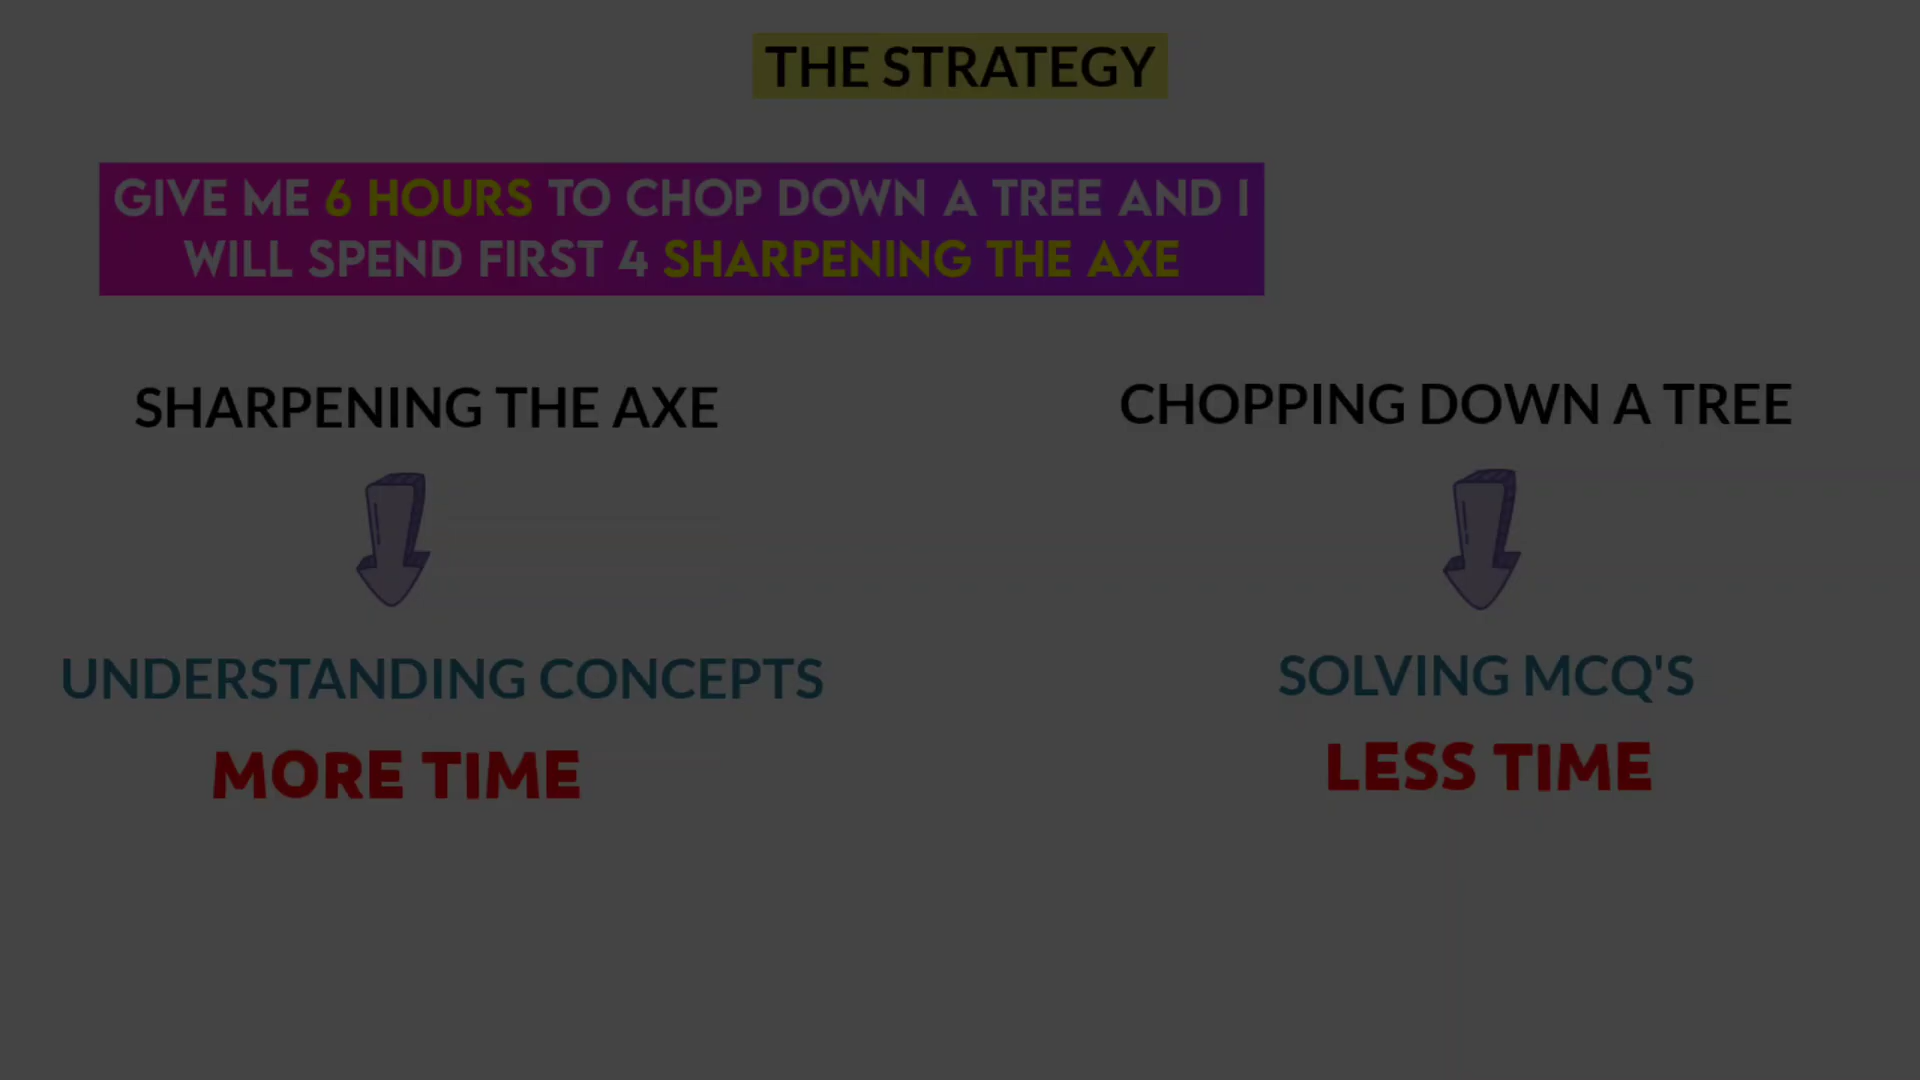 THE STRATEGY
GIVE ME 6 HOURS TO CHOP DOWN A TREE AND I
WILL SPEND FIRST 4 SHARPENING THE AXE
SHARPENING THE AXE
CHOPPING DOWN A TREE
UNDERSTANDING CONCEPTS
SOLVING MCQ'S
MORE TIME
LESS TIME